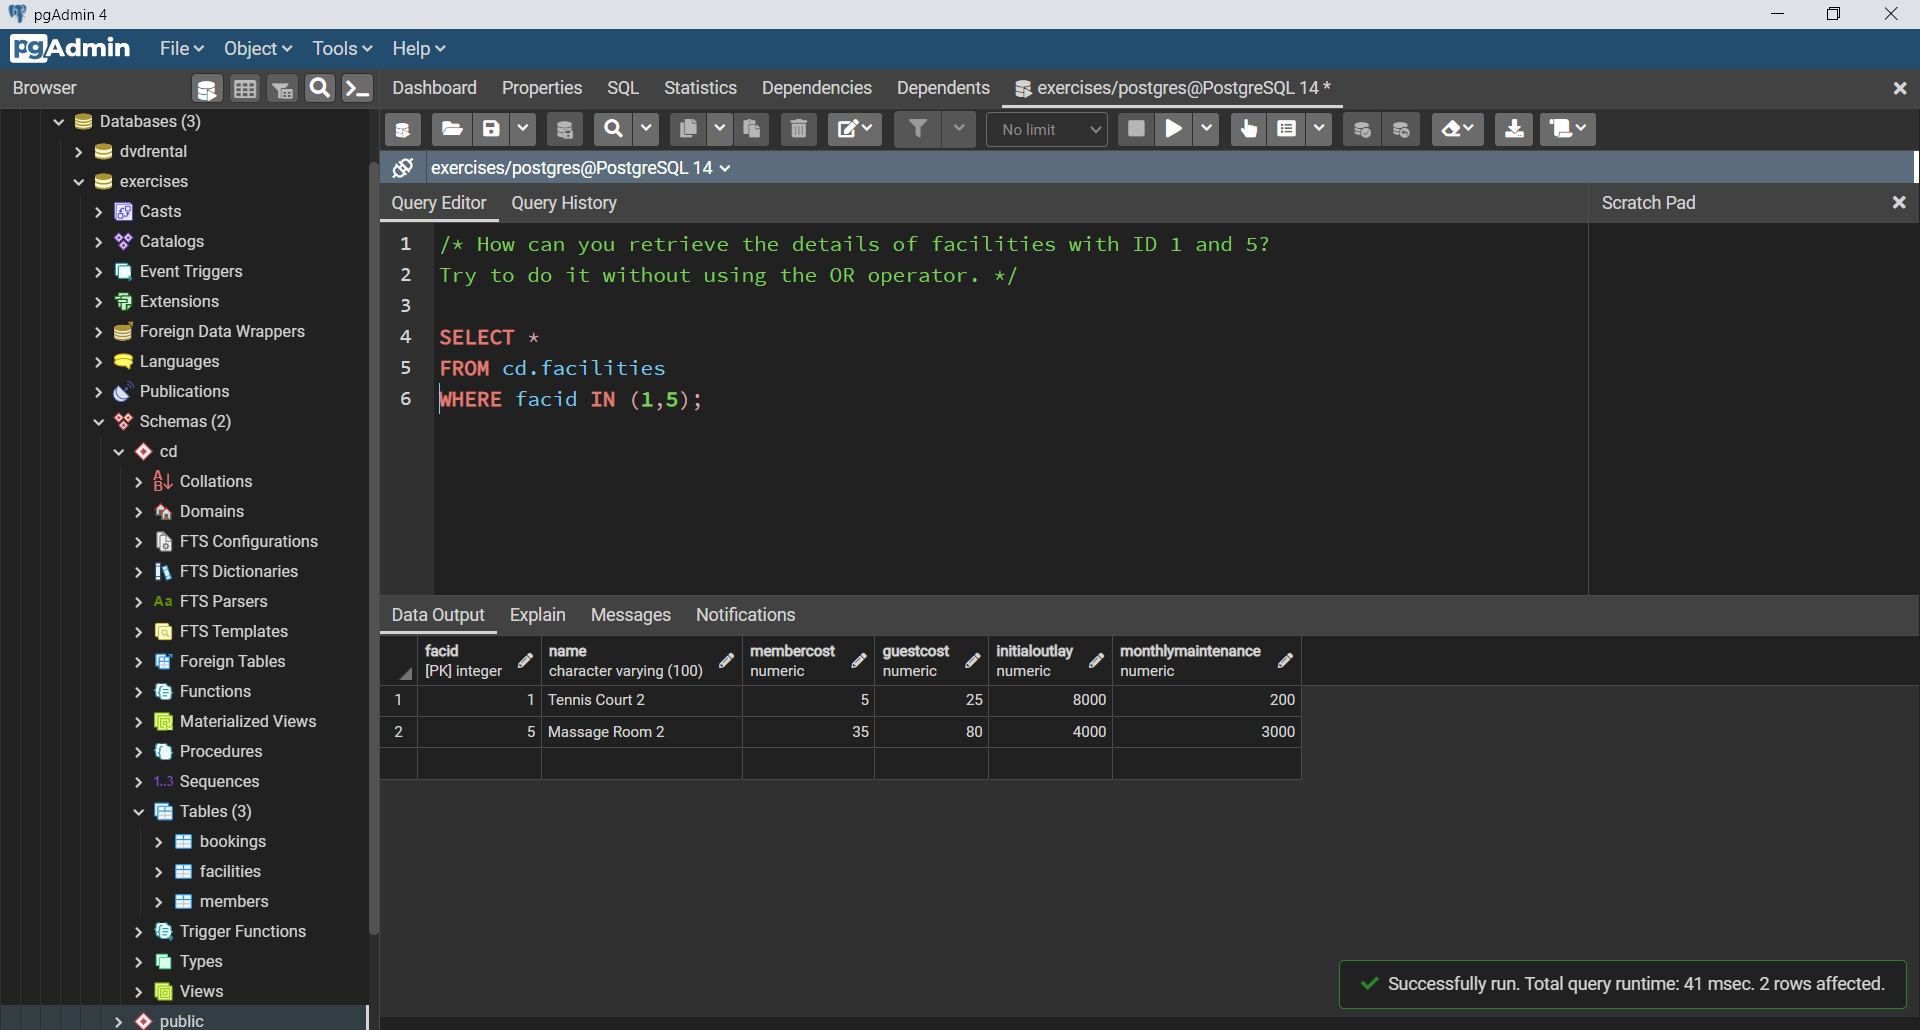 pgAdmin 4
pgAdmin File Object Tools Help
Browser
Dashboard Properties SQL Statistics Dependencies Dependents exercises/postgres@PostgreSQL 14 *
No limit
exercises/postgres@PostgreSQL 14
Query Editor Query History
Scratch Pad
Databases (3)
dvdrental
exercises
Casts
Catalogs
Event Triggers
Extensions
Foreign Data Wrappers
Languages
Publications
Schemas (2)
cd
Collations
Domains
FTS Configurations
FTS Dictionaries
Aa FTS Parsers
FTS Templates
Foreign Tables
Functions
Materialized Views
Procedures
1..3 Sequences
Tables (3)
bookings
facilities
members
Trigger Functions
Types
Views
public
1 /* How can you retrieve the details of facilities with ID 1 and 5?
2 Try to do it without using the OR operator. */
3
4 SELECT *
5 FROM cd.facilities
6 WHERE facid IN (1,5);
Data Output Explain Messages Notifications
facid name membercost guestcost initialoutlay monthlymaintenance
[PK] integer character varying (100) numeric numeric numeric numeric
1 1 Tennis Court 2 5 25 8000 200
2 5 Massage Room 2 35 80 4000 3000
Successfully run. Total query runtime: 41 msec. 2 rows affected.